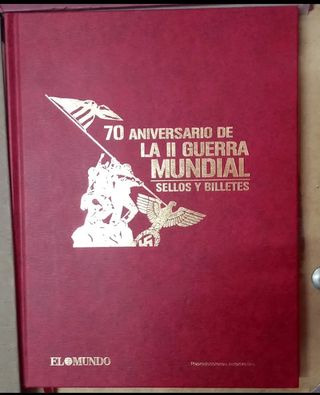 70 ANIVERSARIO DE
LA II GUERRA
MUNDIAL
SELLOS Y BILLETES
EL MUNDO